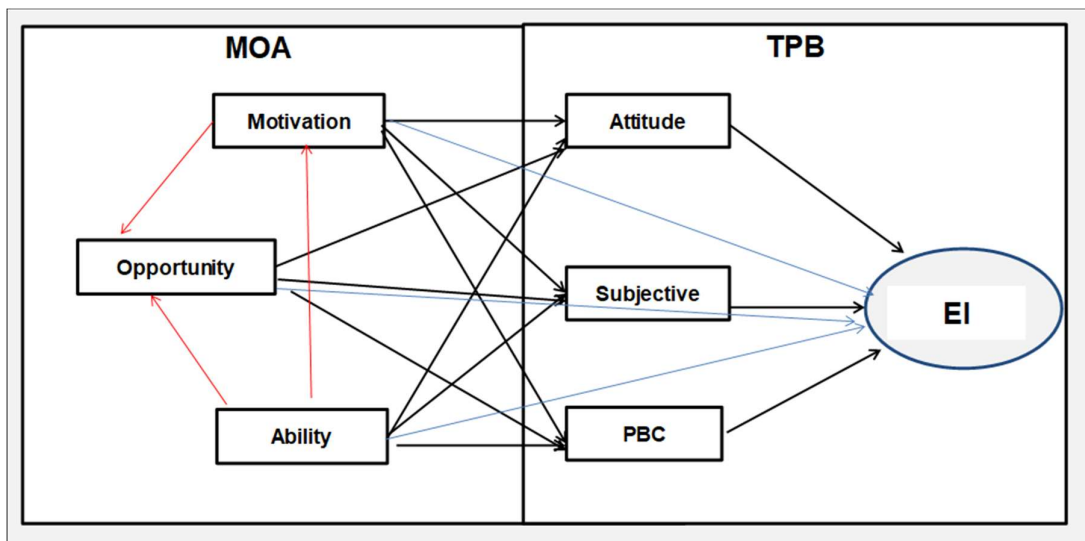 MOA
TPB
Motivation
Attitude
Opportunity
Subjective
EI
Ability
PBC